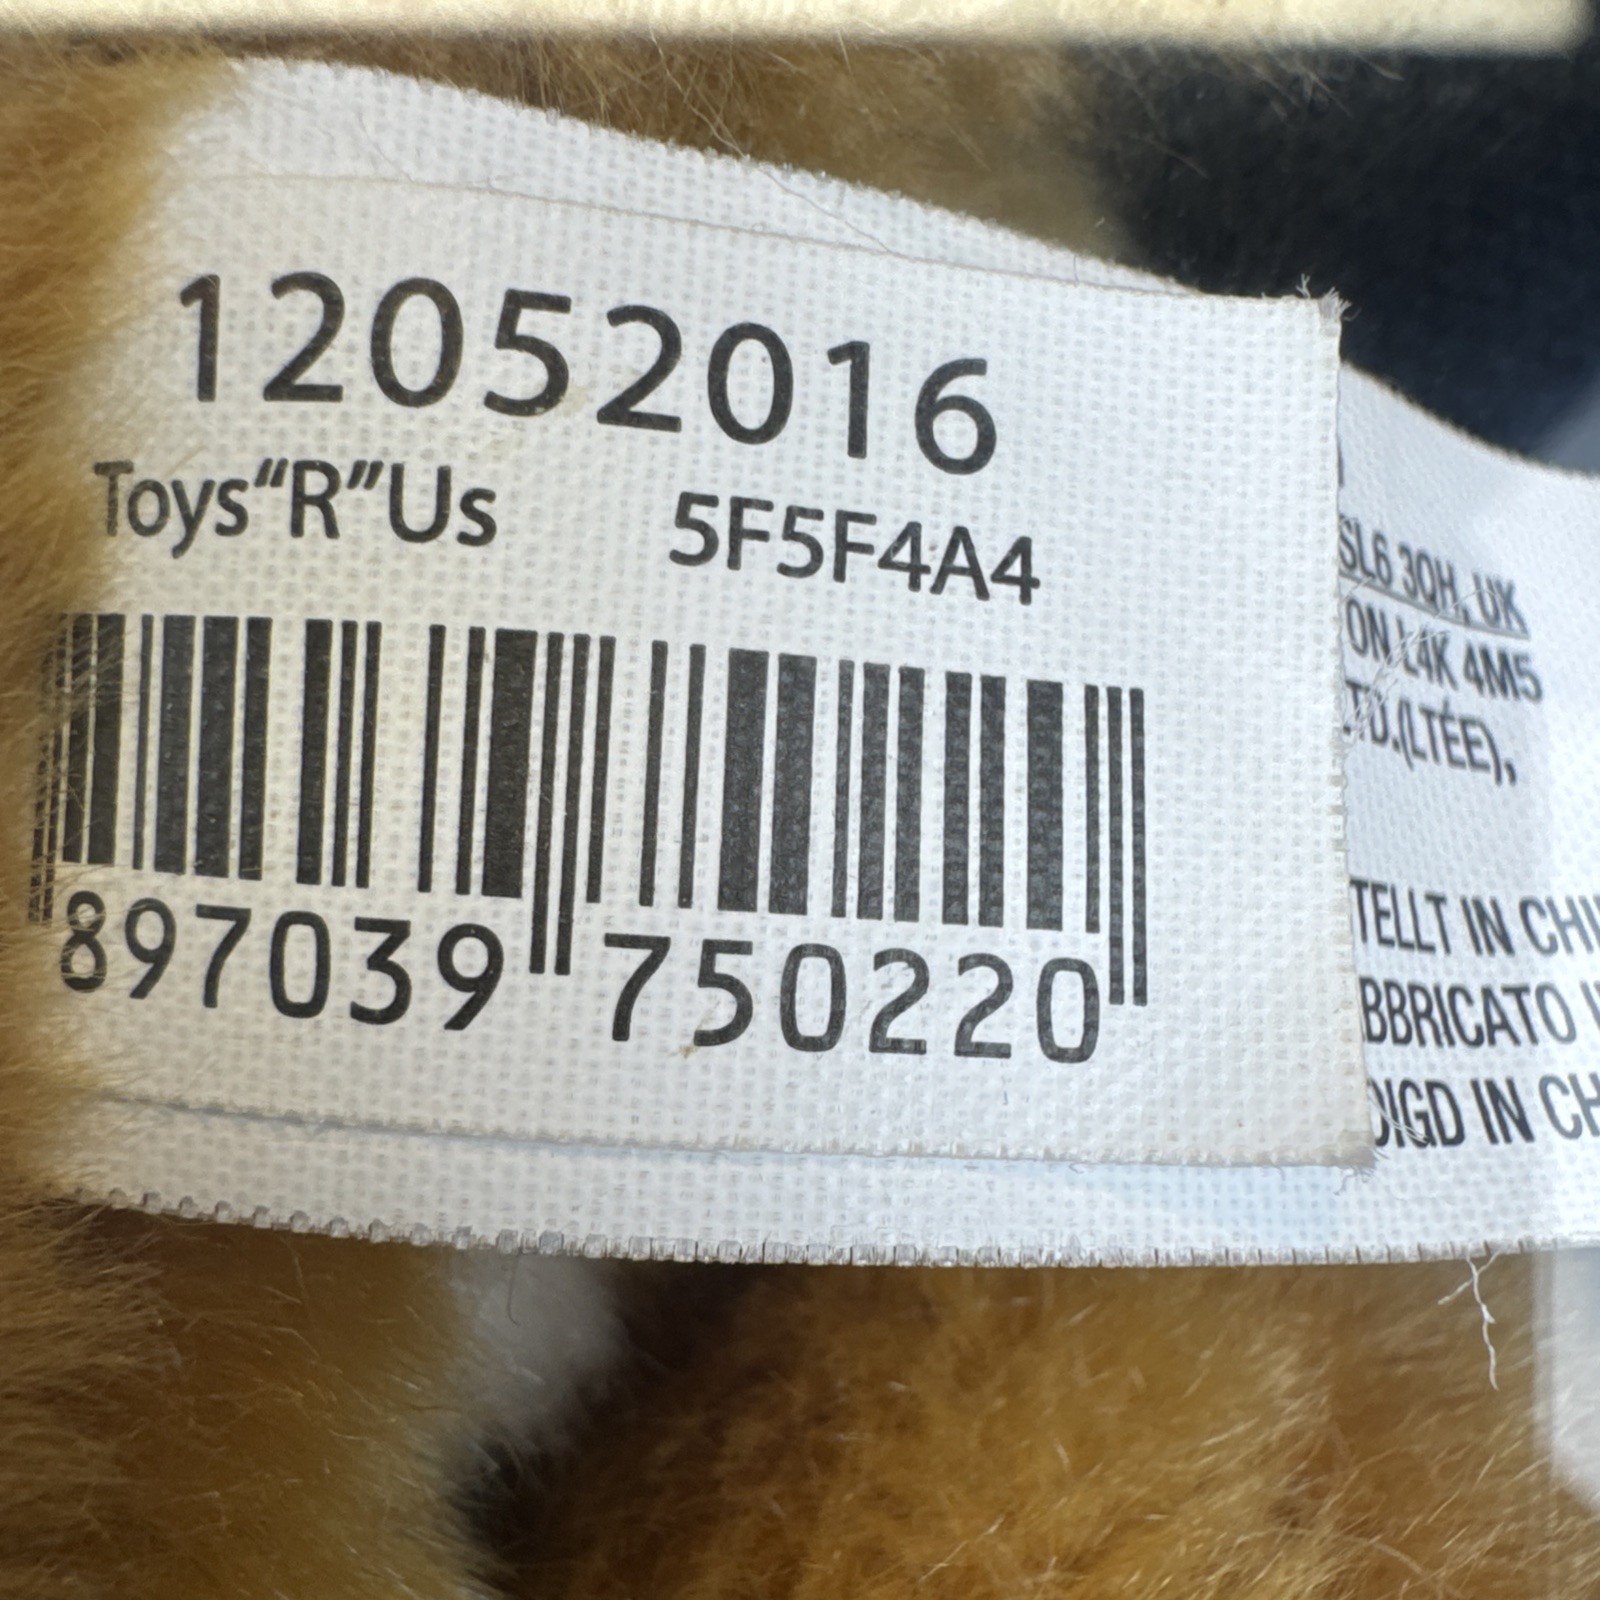 12052016
Toys“R”Us 5F5F4A4
897039 750220
SL6 3QH, UK
ON L4K 4M5
TD.(LTÉE),
TELLT IN CHI
BBRICATO I
DIGD IN CH